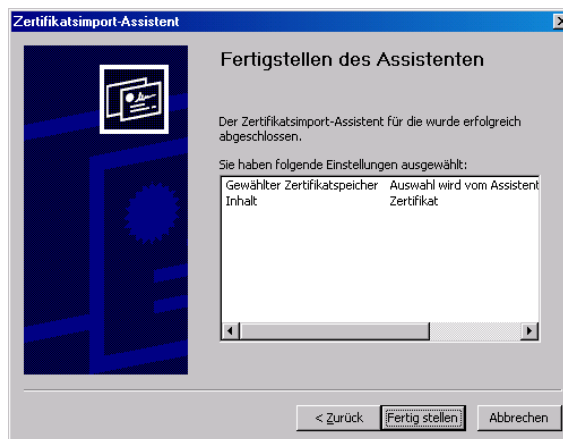 Zertifikatsimport-Assistent
Fertigstellen des Assistenten
Der Zertifikatsimport-Assistent für die wurde erfolgreich
abgeschlossen.
Sie haben folgende Einstellungen ausgewählt:
Gewählter Zertifikatspeicher Auswahl wird vom Assistent
Inhalt Zertifikat
< Zurück Fertig stellen Abbrechen